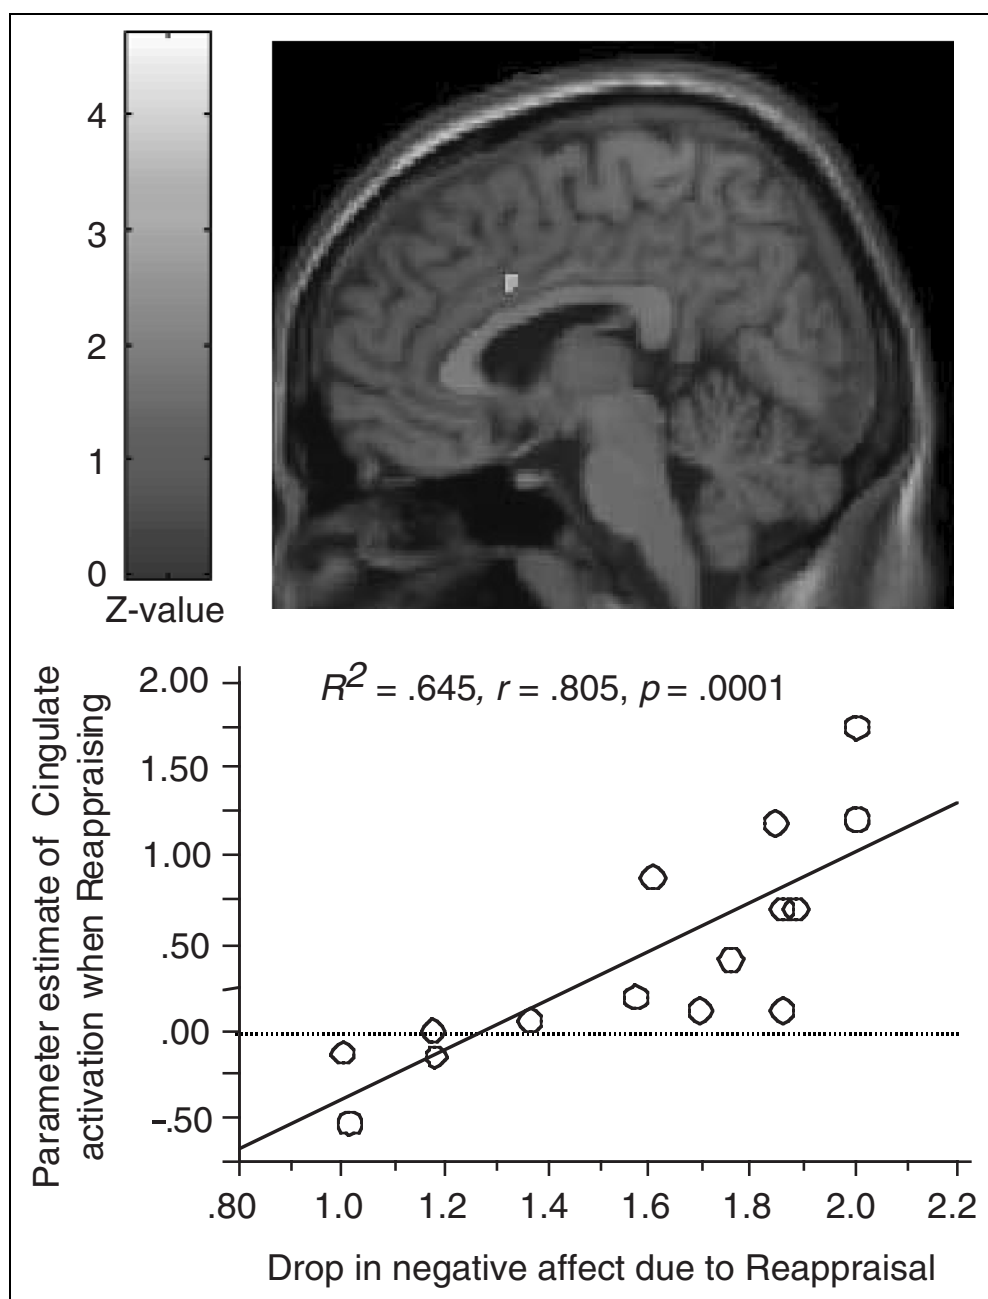 4
3
2
1
0
Z-value
Parameter estimate of Cingulate
activation when Reappraising
R² = .645, r = .805, p = .0001
2.00
1.50
1.00
.50
.00
-.50
.80 1.0 1.2 1.4 1.6 1.8 2.0 2.2
Drop in negative affect due to Reappraisal